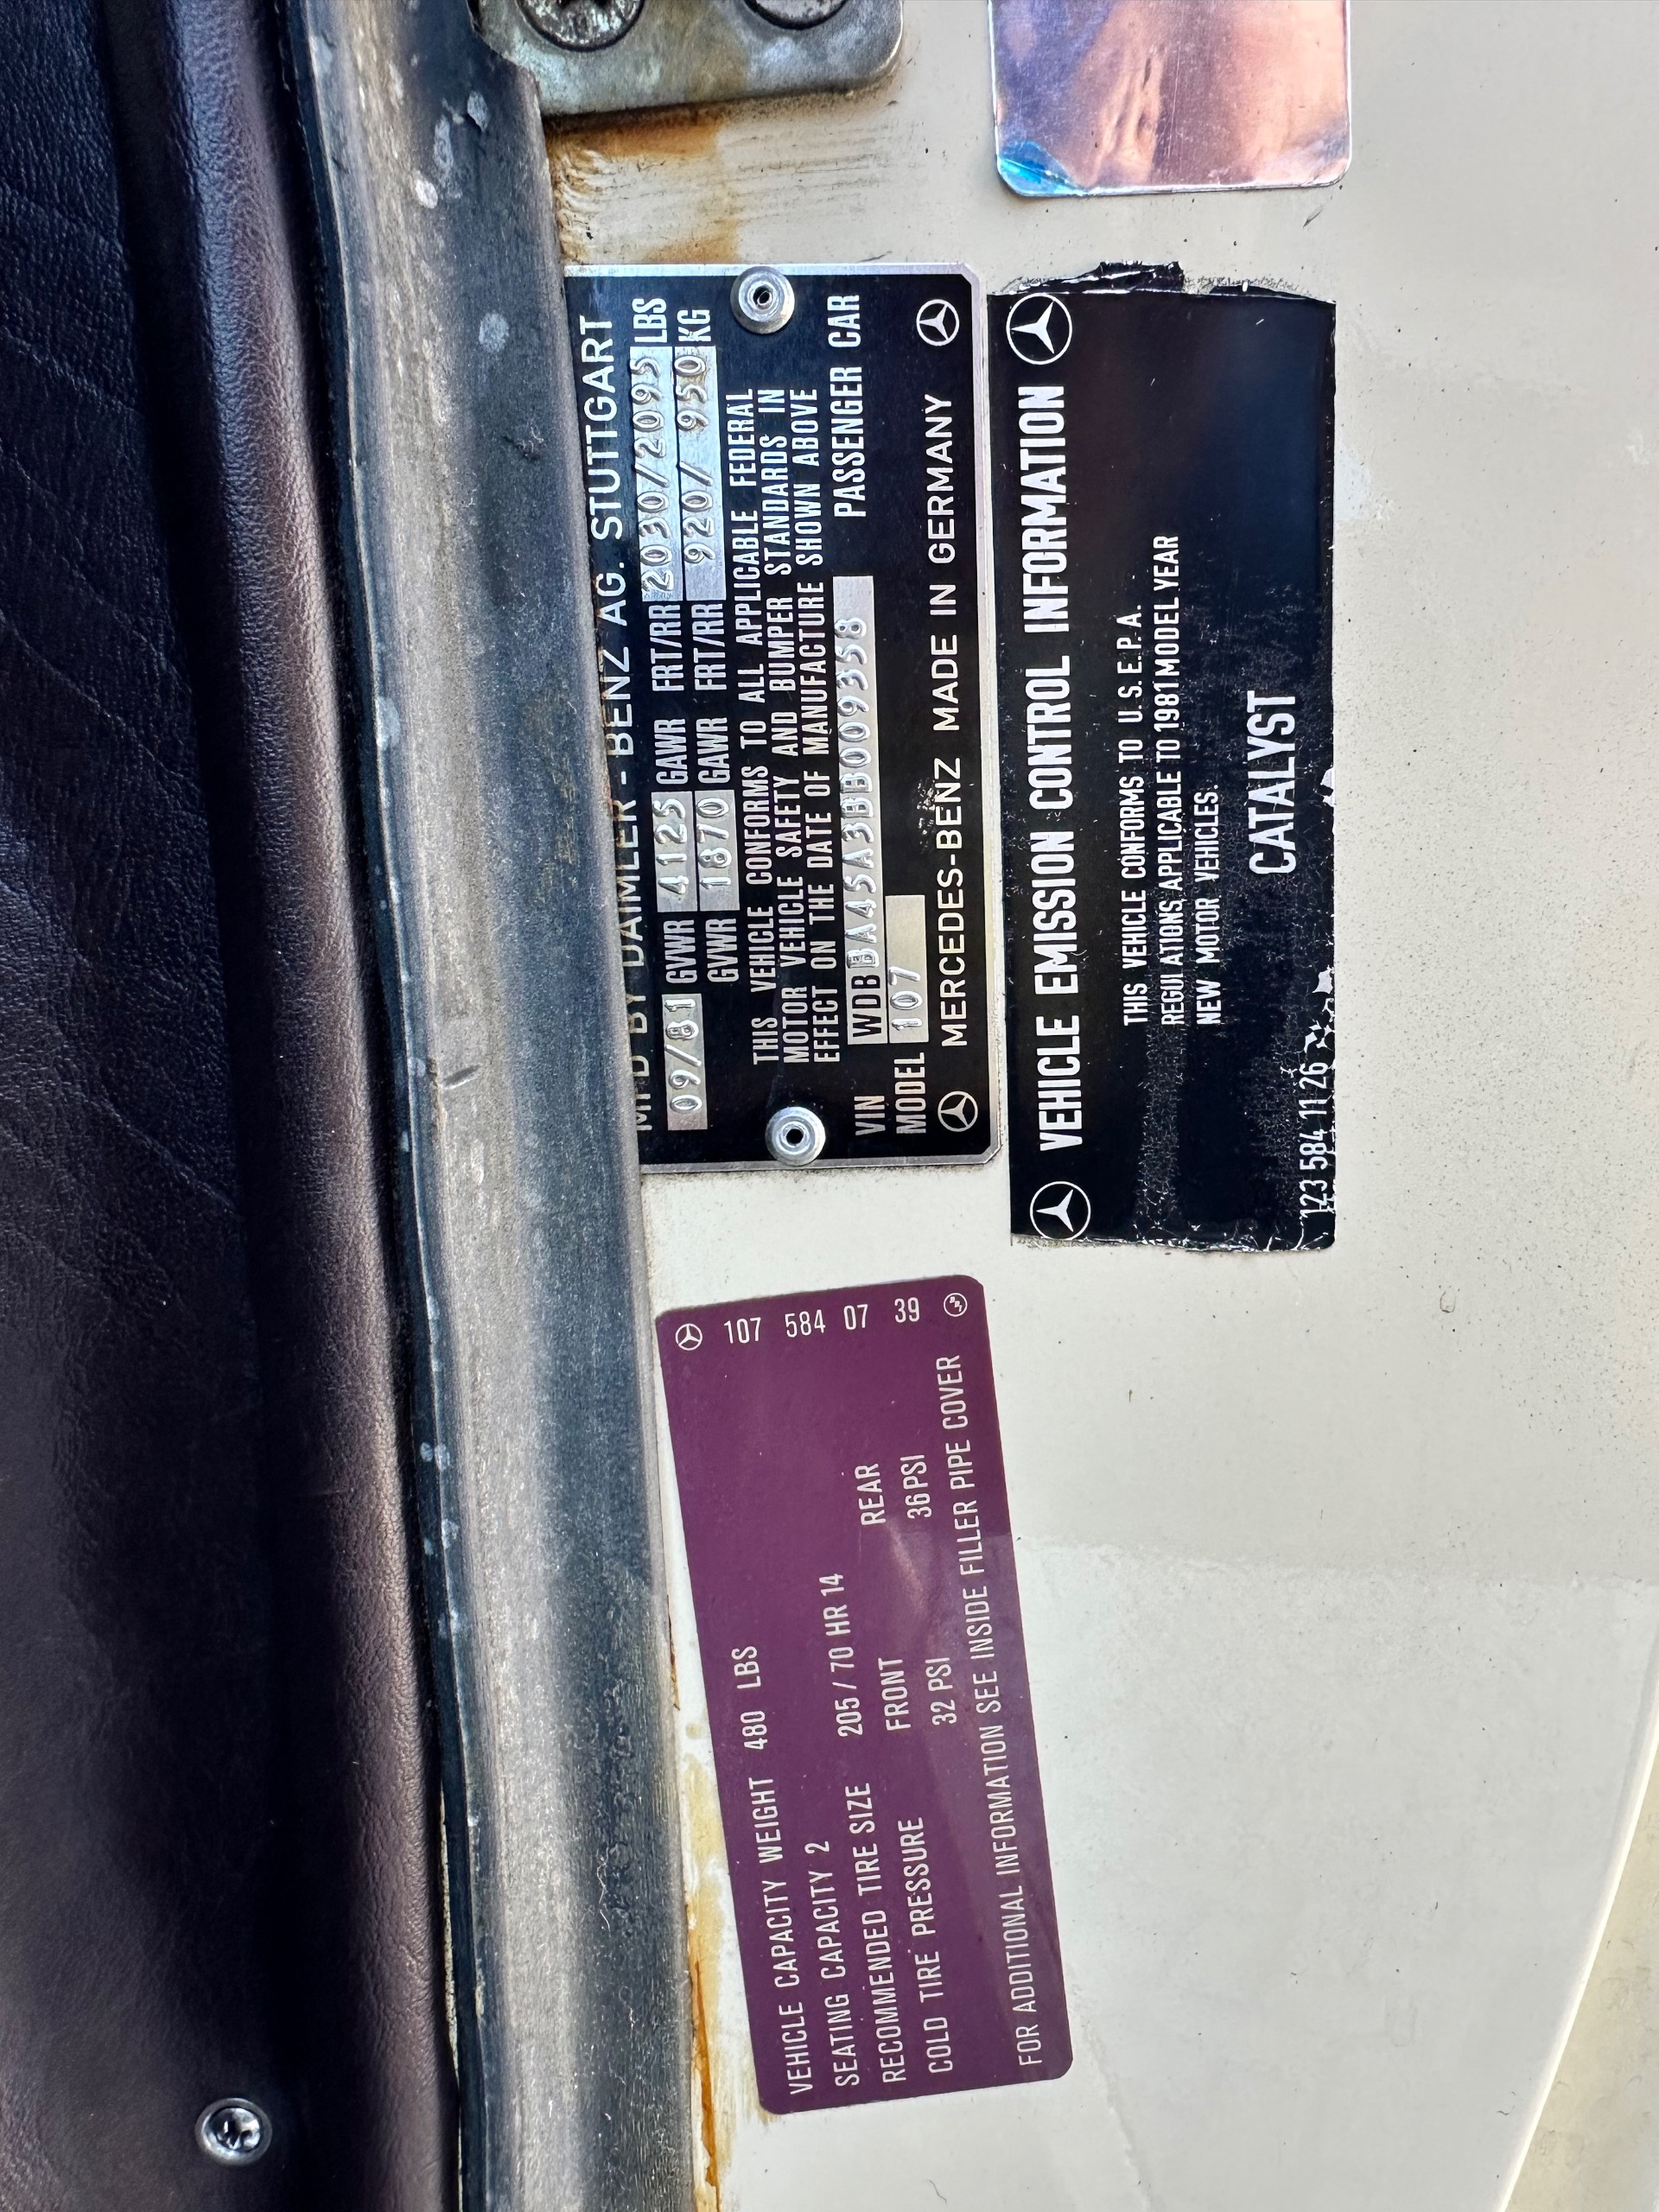 MF'D BY DAIMLER - BENZ AG. STUTTGART
09/81 GVWR 4125 GAWR FRT/RR 2030/2095 LBS
GVWR 1870 GAWR FRT/RR 920/ 950 KG
THIS VEHICLE CONFORMS TO ALL APPLICABLE FEDERAL
MOTOR VEHICLE SAFETY AND BUMPER STANDARDS IN
EFFECT ON THE DATE OF MANUFACTURE SHOWN ABOVE
VIN WDB BA45A3BB009358 PASSENGER CAR
MODEL 107
MERCEDES-BENZ MADE IN GERMANY
VEHICLE EMISSION CONTROL INFORMATION
THIS VEHICLE CONFORMS TO U.S.E.P.A.
REGULATIONS APPLICABLE TO 1981 MODEL YEAR
NEW MOTOR VEHICLES.
CATALYST
123 584 11 26
VEHICLE CAPACITY WEIGHT 480 LBS
SEATING CAPACITY 2
RECOMMENDED TIRE SIZE 205 / 70 HR 14
COLD TIRE PRESSURE FRONT REAR
32 PSI 36 PSI
FOR ADDITIONAL INFORMATION SEE INSIDE FILLER PIPE COVER
107 584 07 39